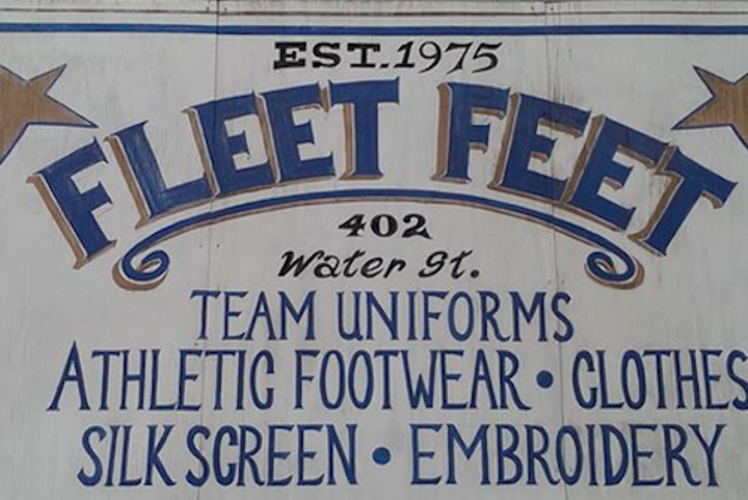 EST. 1975
FLEET FEET
402
Water St.
TEAM UNIFORMS
ATHLETIC FOOTWEAR • CLOTHES
SILK SCREEN • EMBROIDERY